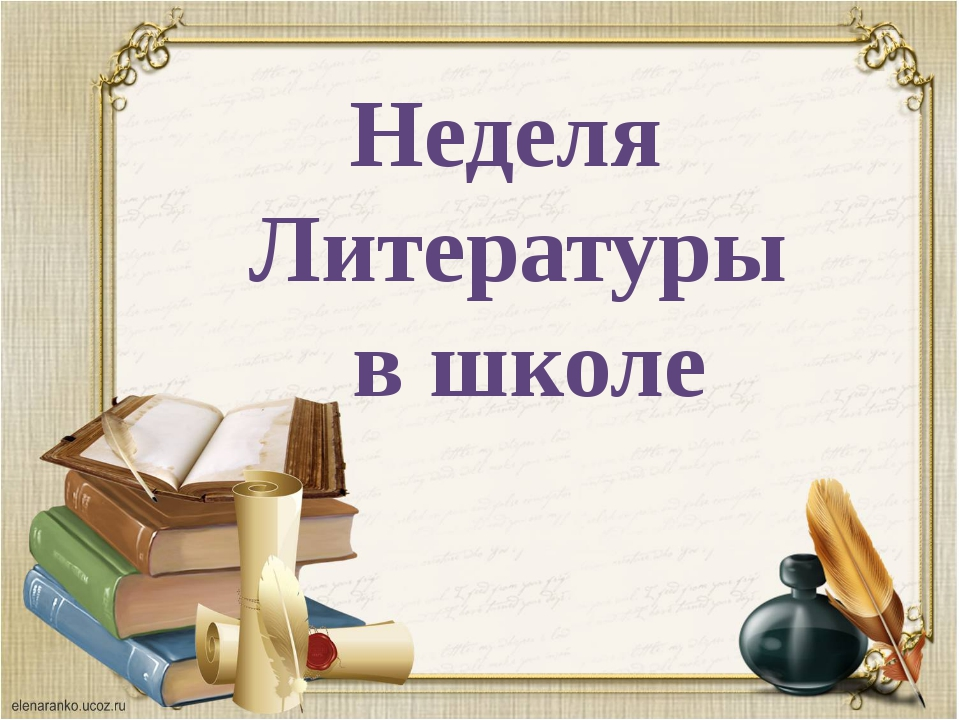 Неделя
Литературы
в школе
elenaranko.ucoz.ru